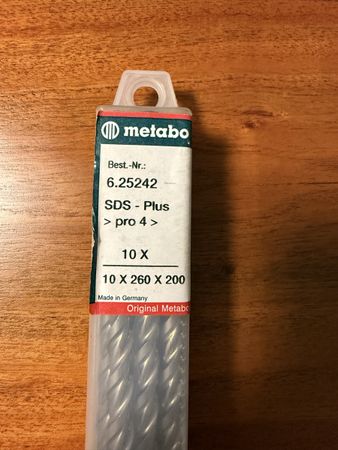 metabo
Best.-Nr.:
6.25242
SDS - Plus
> pro 4 >
10 X
10 X 260 X 200
Made in Germany
Original Metabo